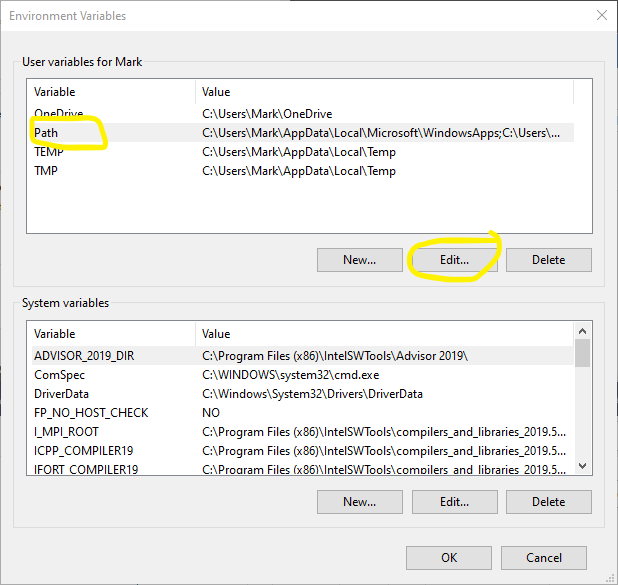 Environment Variables
User variables for Mark
Variable Value
OneDrive C:\Users\Mark\OneDrive
Path C:\Users\Mark\AppData\Local\Microsoft\WindowsApps;C:\Users\...
TEMP C:\Users\Mark\AppData\Local\Temp
TMP C:\Users\Mark\AppData\Local\Temp
New... Edit... Delete
System variables
Variable Value
ADVISOR_2019_DIR C:\Program Files (x86)\IntelSWTools\Advisor 2019\
ComSpec C:\WINDOWS\system32\cmd.exe
DriverData C:\Windows\System32\Drivers\DriverData
FP_NO_HOST_CHECK NO
I_MPI_ROOT C:\Program Files (x86)\IntelSWTools\compilers_and_libraries_2019.5...
ICPP_COMPILER19 C:\Program Files (x86)\IntelSWTools\compilers_and_libraries_2019.5...
IFORT_COMPILER19 C:\Program Files (x86)\IntelSWTools\compilers_and_libraries_2019.5...
New... Edit... Delete
OK Cancel